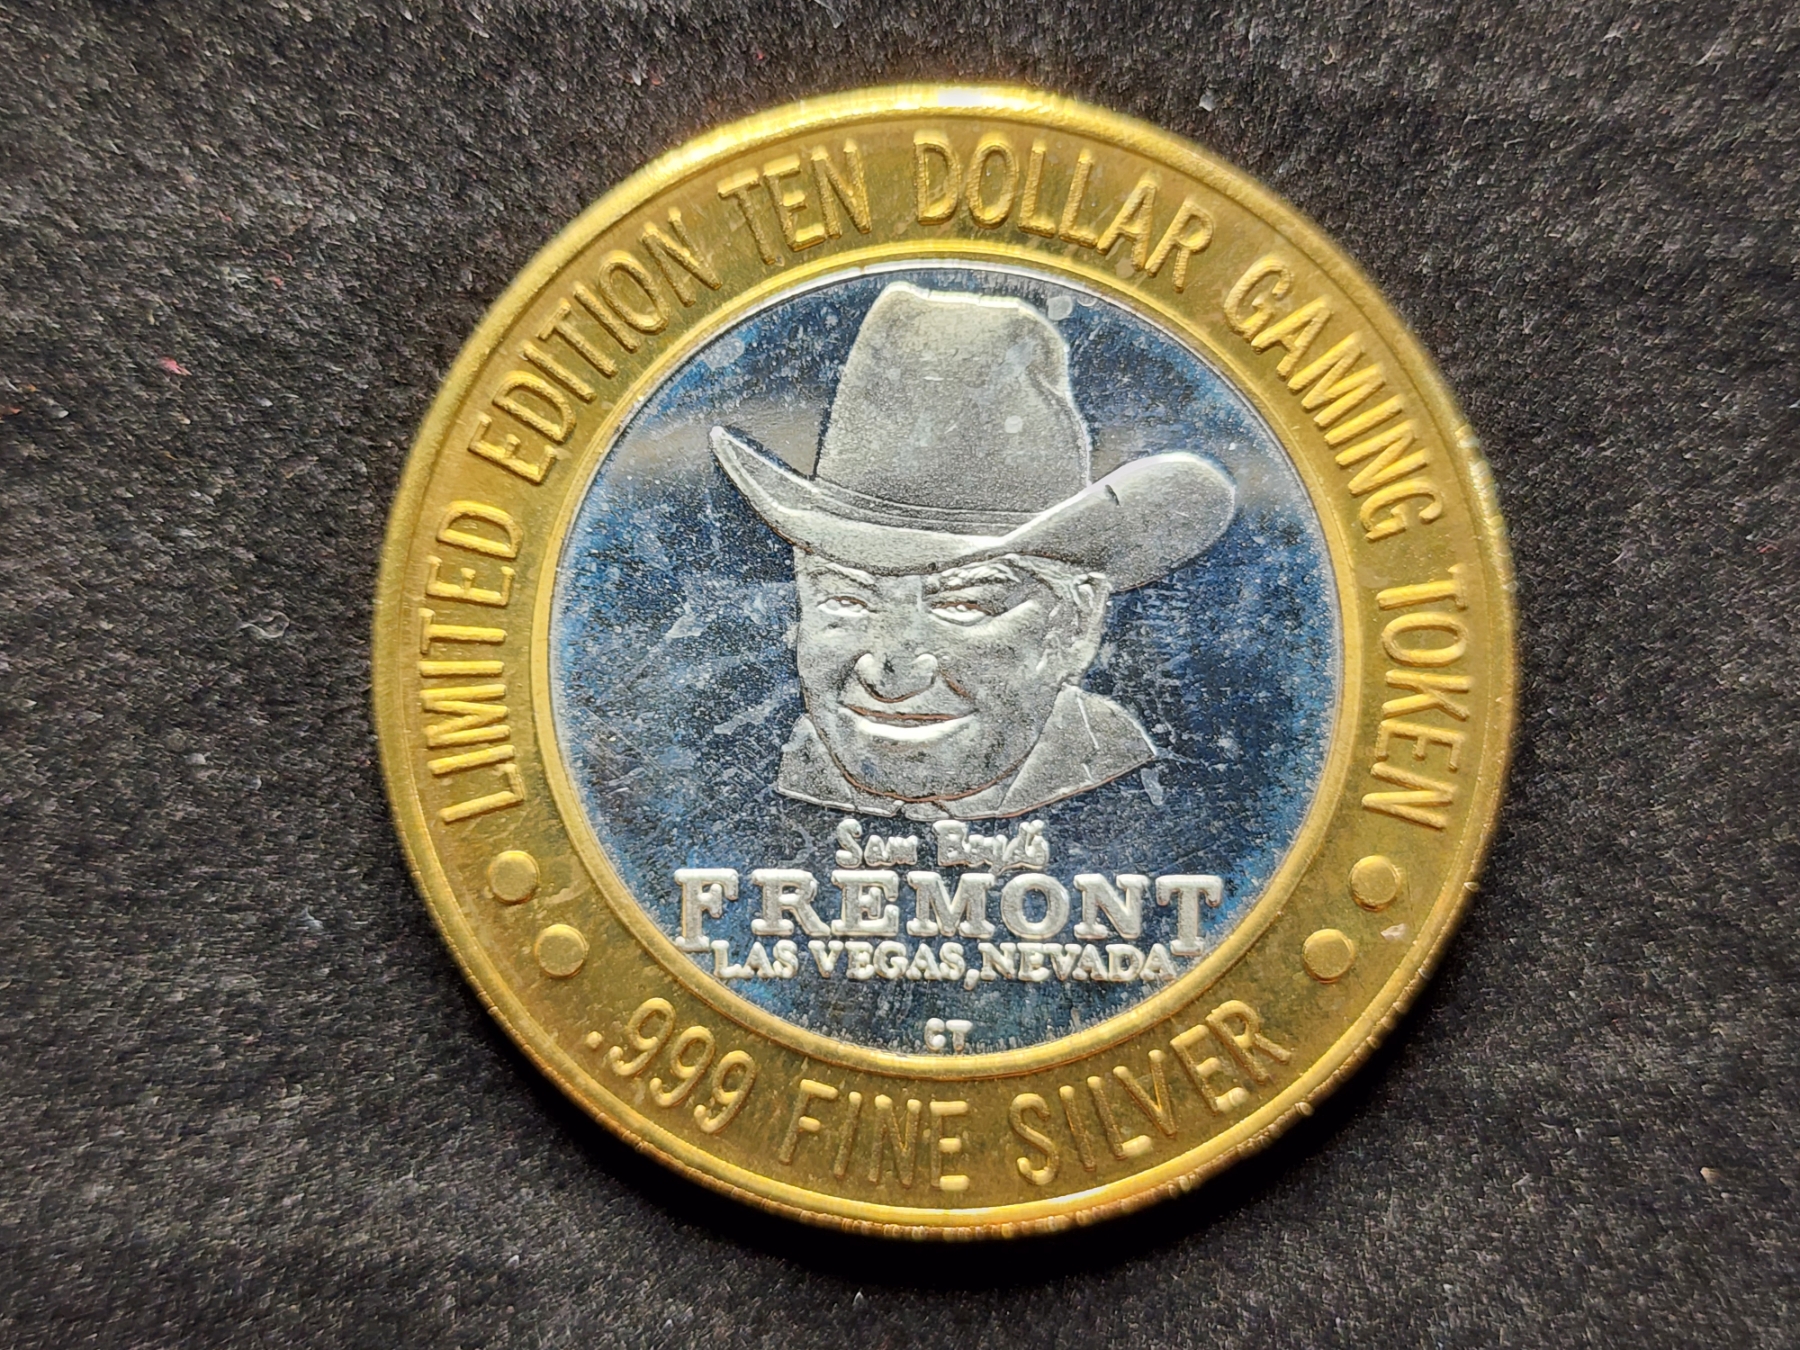 LIMITED EDITION TEN DOLLAR GAMING TOKEN
Sam Boyd's
FREMONT
LAS VEGAS, NEVADA
CT
.999 FINE SILVER